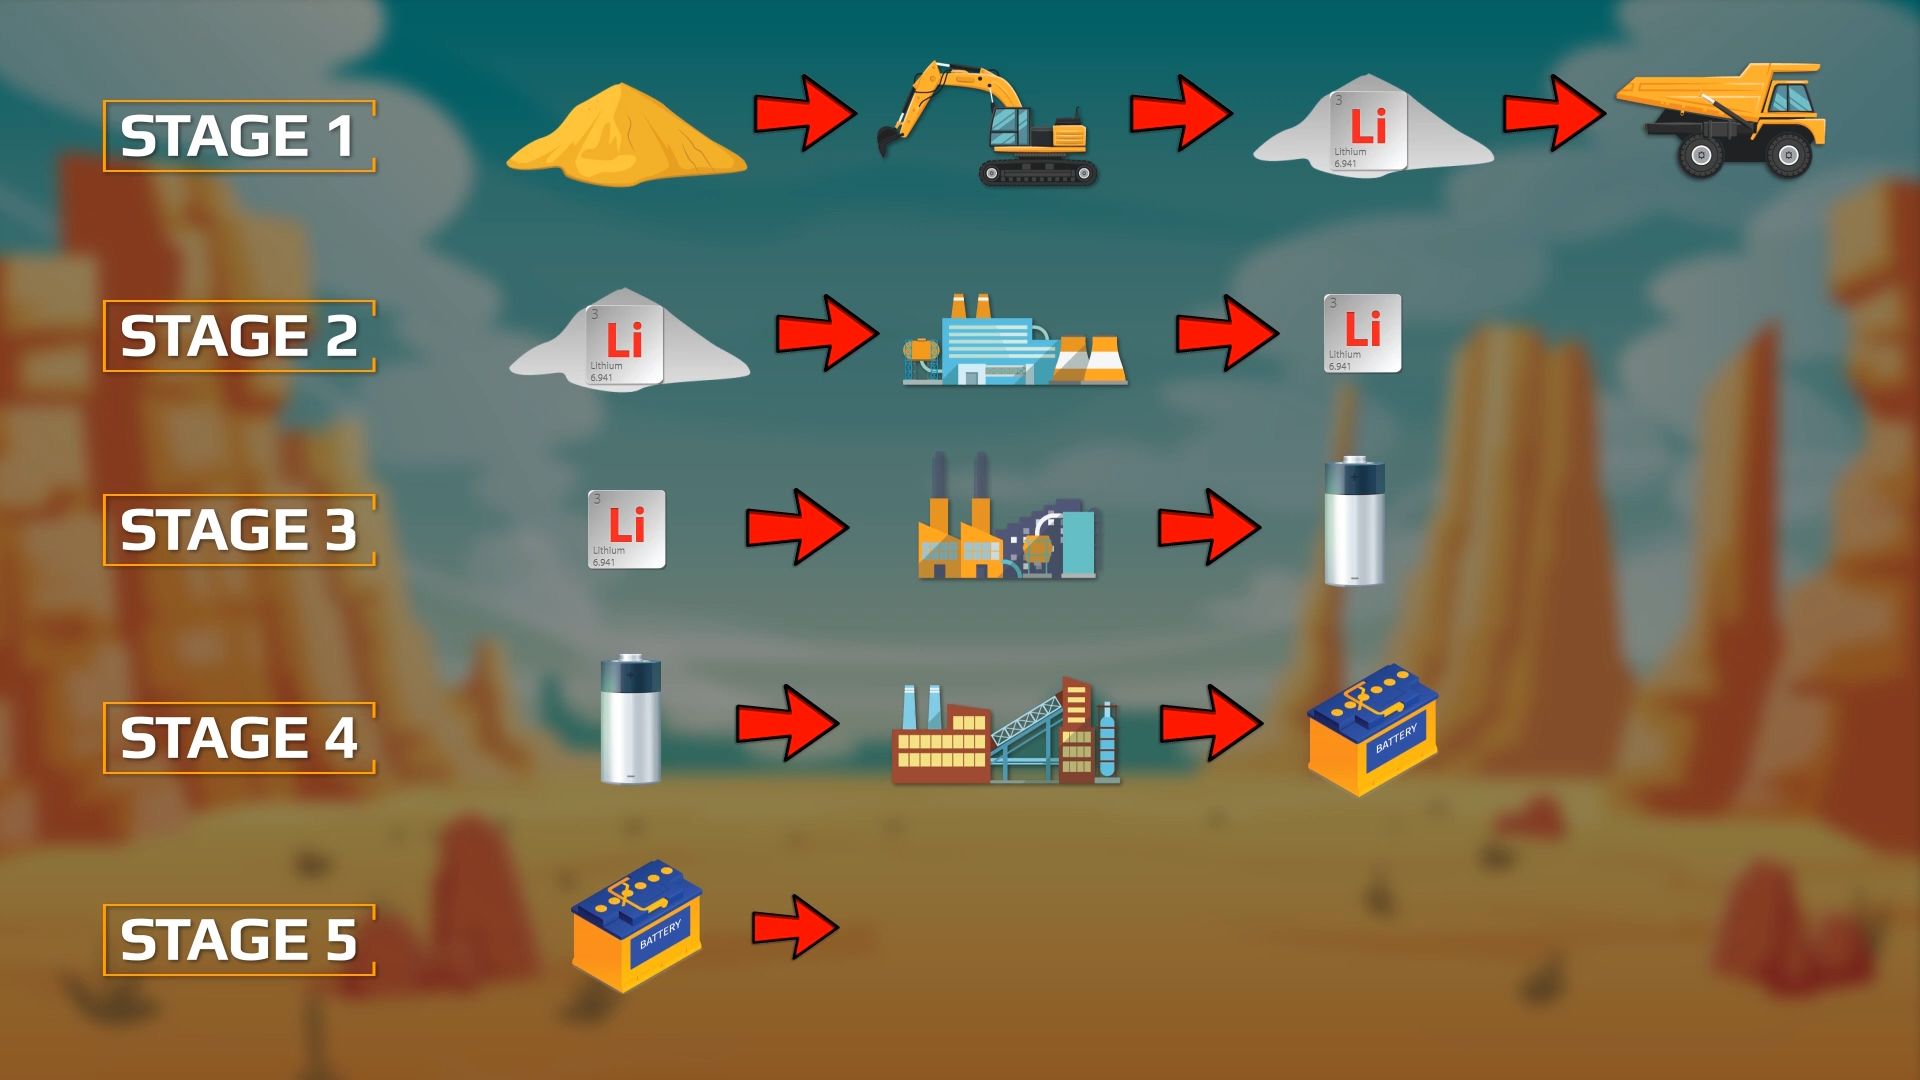 STAGE 1
3
Li
Lithium
6.941
STAGE 2
3
Li
Lithium
6.941
3
Li
Lithium
6.941
STAGE 3
3
Li
Lithium
6.941
STAGE 4
BATTERY
STAGE 5
BATTERY